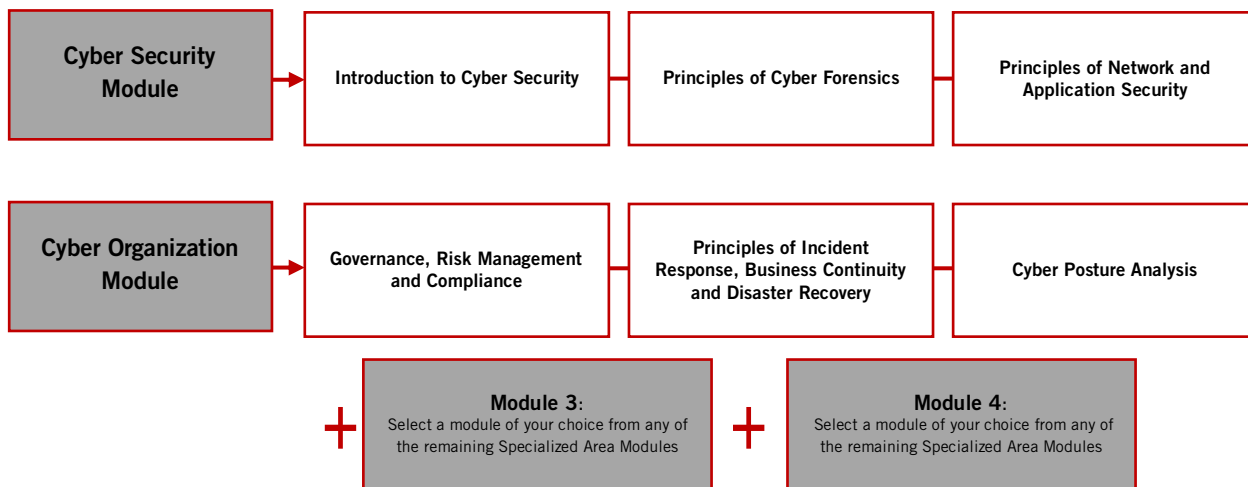 Cyber Security
Module
Introduction to Cyber Security
Principles of Cyber Forensics
Principles of Network and
Application Security
Cyber Organization
Module
Governance, Risk Management
and Compliance
Principles of Incident
Response, Business Continuity
and Disaster Recovery
Cyber Posture Analysis
+
Module 3:
Select a module of your choice from any of
the remaining Specialized Area Modules
+
Module 4:
Select a module of your choice from any of
the remaining Specialized Area Modules